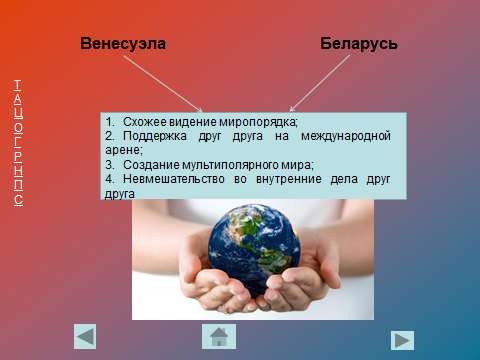 Венесуэла
Беларусь
Т
А
Ц
О
Г
Р
Н
П
С
1. Схожее видение миропорядка;
2. Поддержка друг друга на международной
арене;
3. Создание мультиполярного мира;
4. Невмешательство во внутренние дела друг
друга